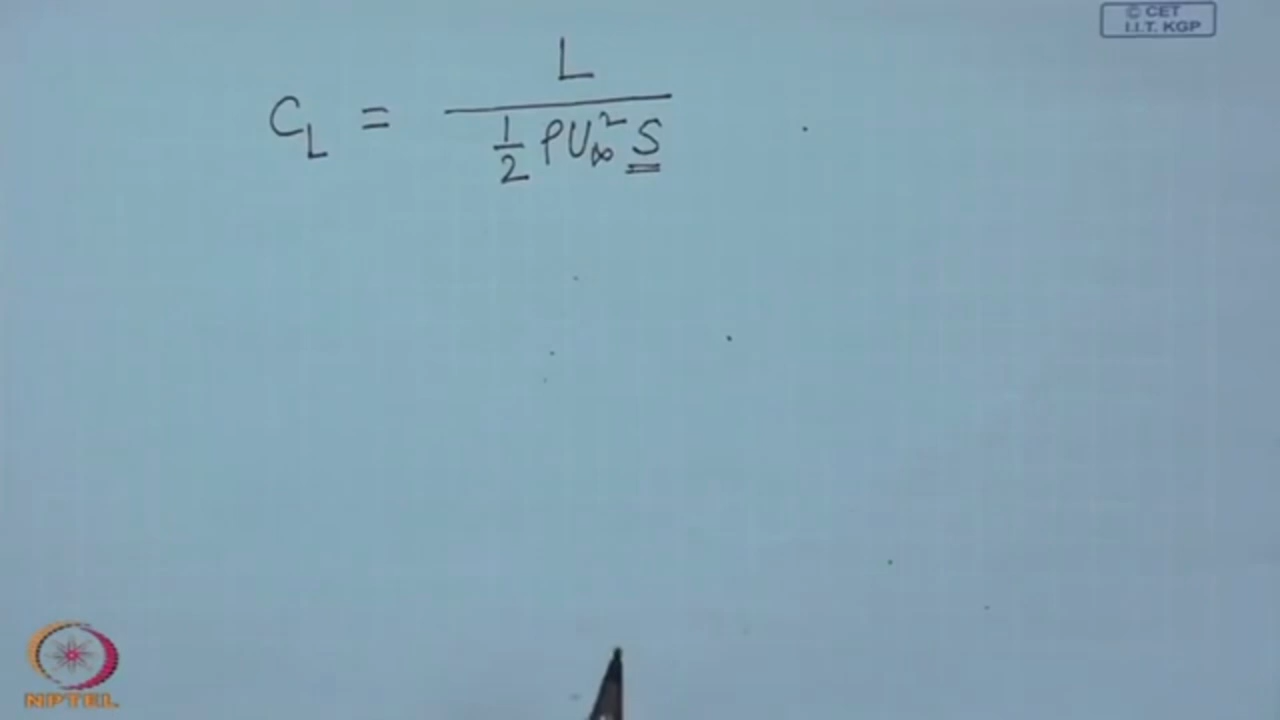 © CET
I.I.T. KGP
C_L = L / (1/2 ρU∞² S)
NPTEL